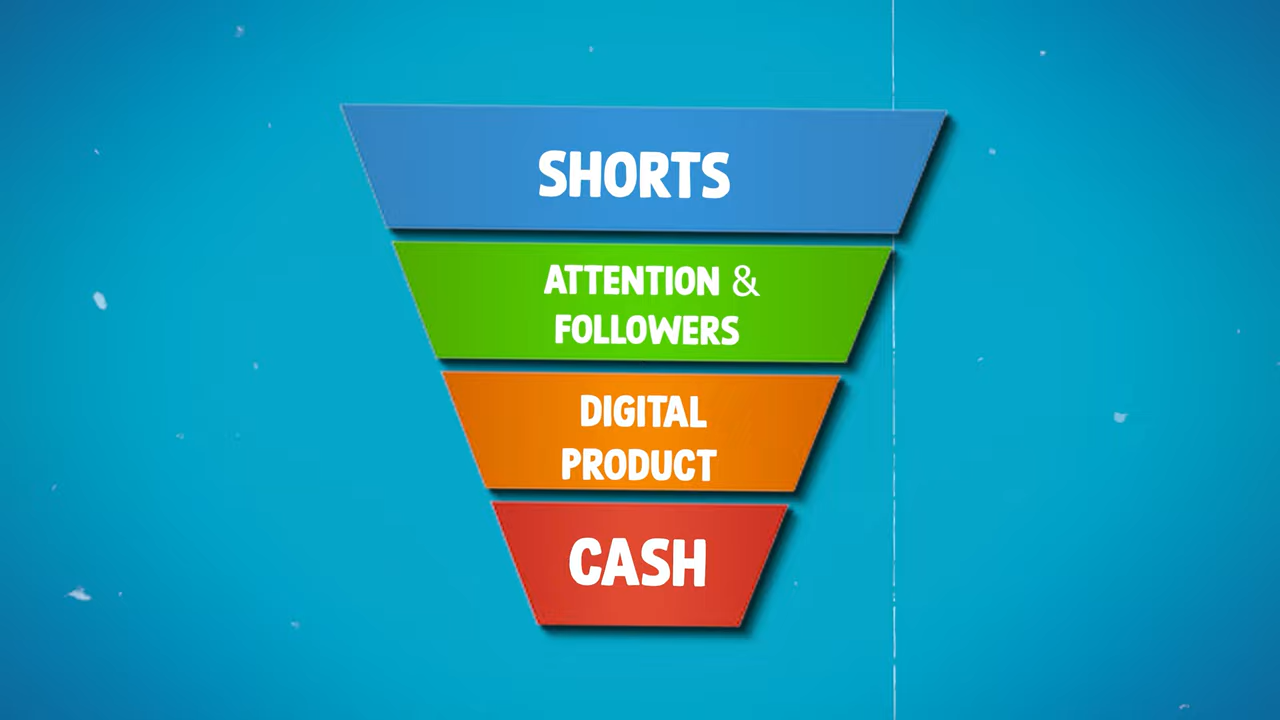 SHORTS
ATTENTION &
FOLLOWERS
DIGITAL
PRODUCT
CASH